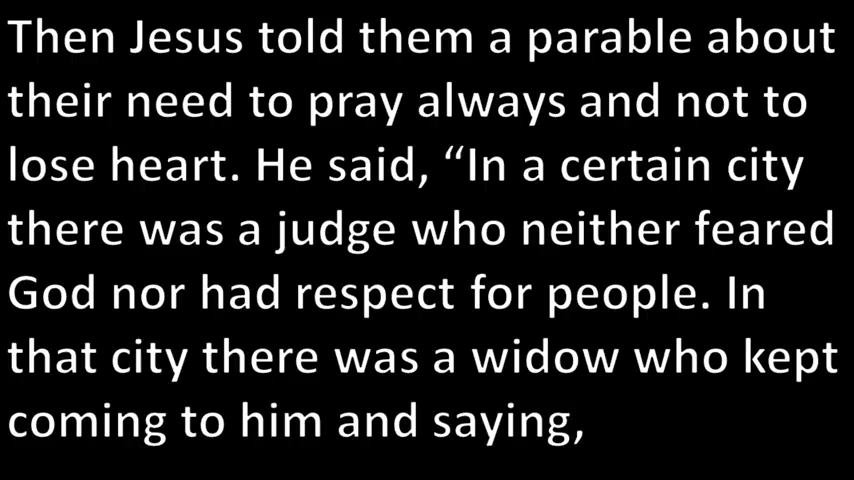 Then Jesus told them a parable about
their need to pray always and not to
lose heart. He said, “In a certain city
there was a judge who neither feared
God nor had respect for people. In
that city there was a widow who kept
coming to him and saying,